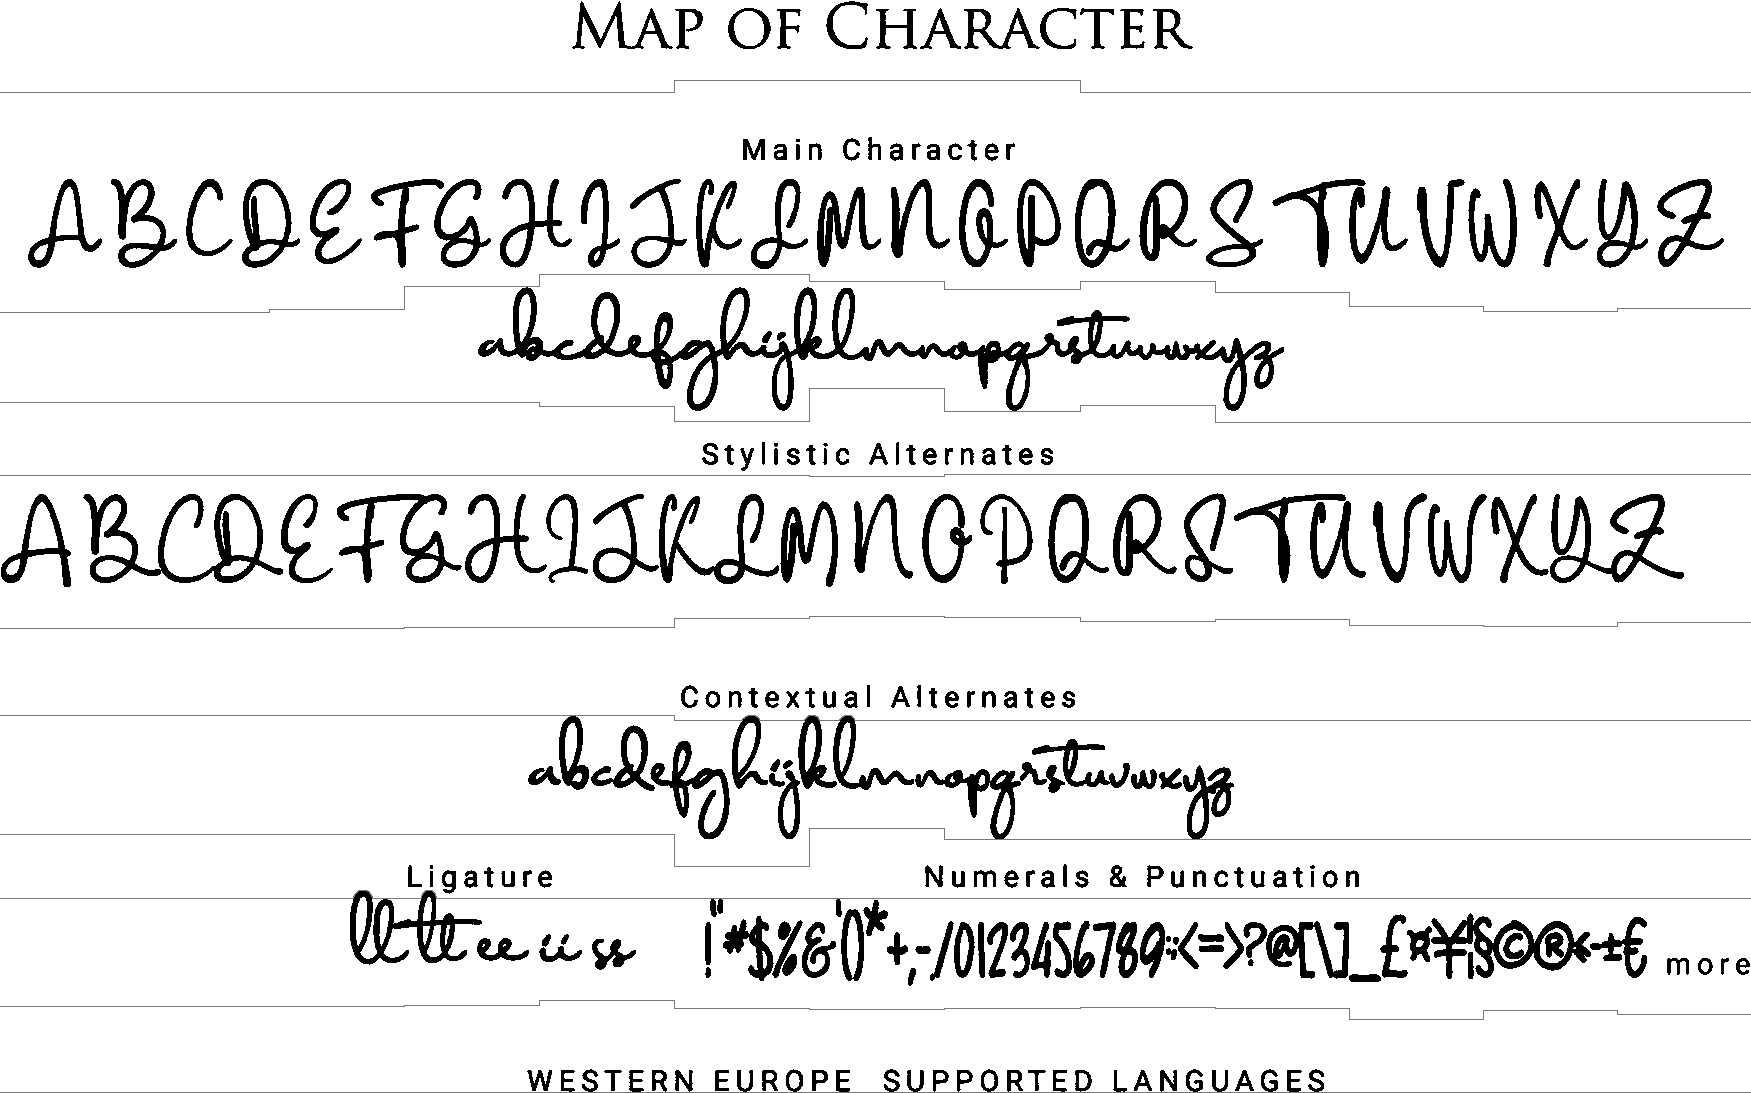 MAP OF CHARACTER
Main Character
ABCDEFGHIJKLMNOPQRSTUVWXYZ
abcdefghijklmnopqrstuvwxyz
Stylistic Alternates
ABCDEFGHIJKLMNOPQRSTUVWXYZ
Contextual Alternates
abcdefghijklmnopqrstuvwxyz
Ligature
ll tt lt ee ii ss
Numerals & Punctuation
!"#$%&'()*+,-/0123456789:;<=>?@[\]_£¤¥¦§©®«-±€ more
WESTERN EUROPE SUPPORTED LANGUAGES